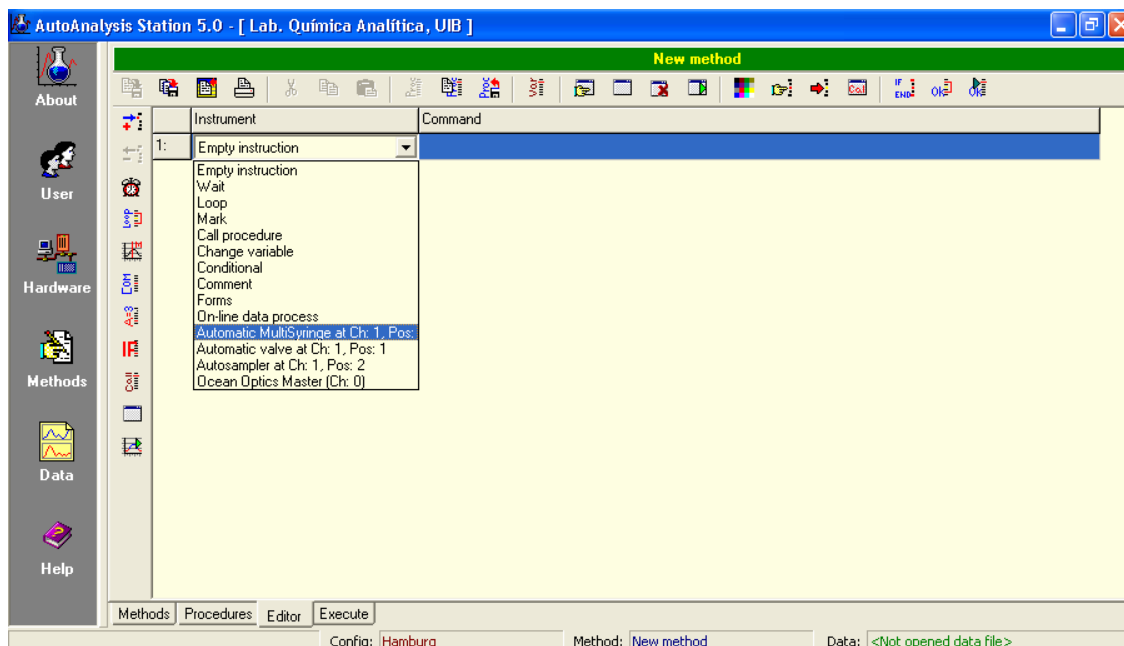 AutoAnalysis Station 5.0 - [ Lab. Química Analítica, UIB ]
New method
About
User
Hardware
Methods
Data
Help
Instrument Command
1: Empty instruction
Empty instruction
Wait
Loop
Mark
Call procedure
Change variable
Conditional
Comment
Forms
On-line data process
Automatic MultiSyringe at Ch: 1, Pos:
Automatic valve at Ch: 1, Pos: 1
Autosampler at Ch: 1, Pos: 2
Ocean Optics Master (Ch: 0)
Methods Procedures Editor Execute
Config: Hamburg Method: New method Data: <Not opened data file>